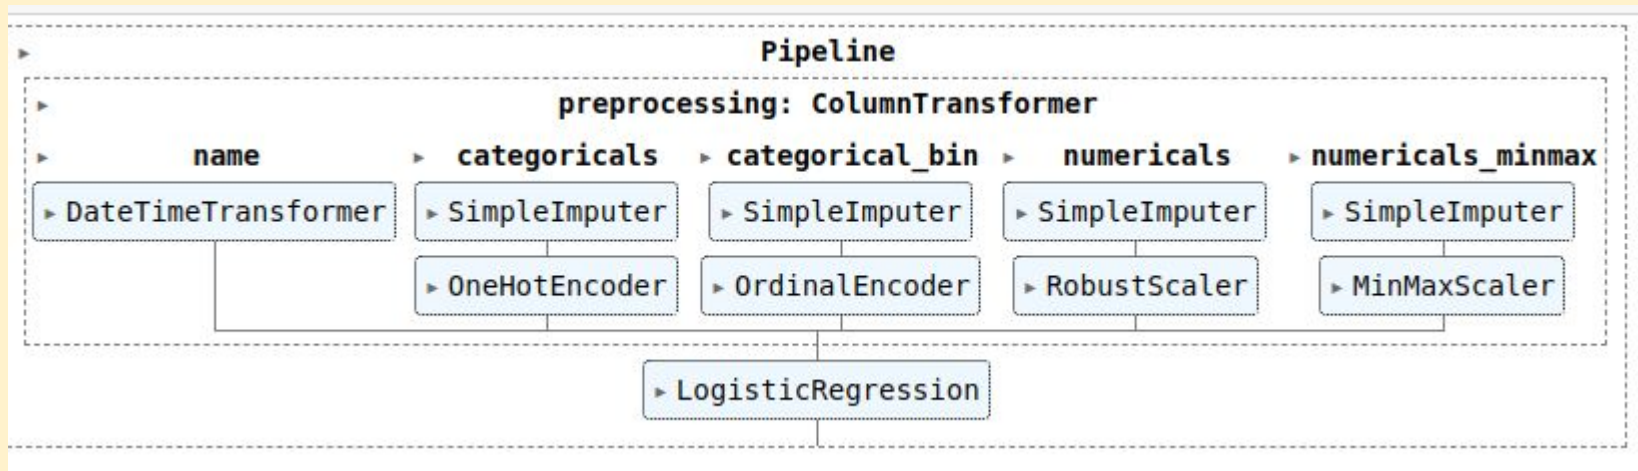 Pipeline
preprocessing: ColumnTransformer
name categoricals categorical_bin numericals numericals_minmax
DateTimeTransformer SimpleImputer SimpleImputer SimpleImputer SimpleImputer
OneHotEncoder OrdinalEncoder RobustScaler MinMaxScaler
LogisticRegression